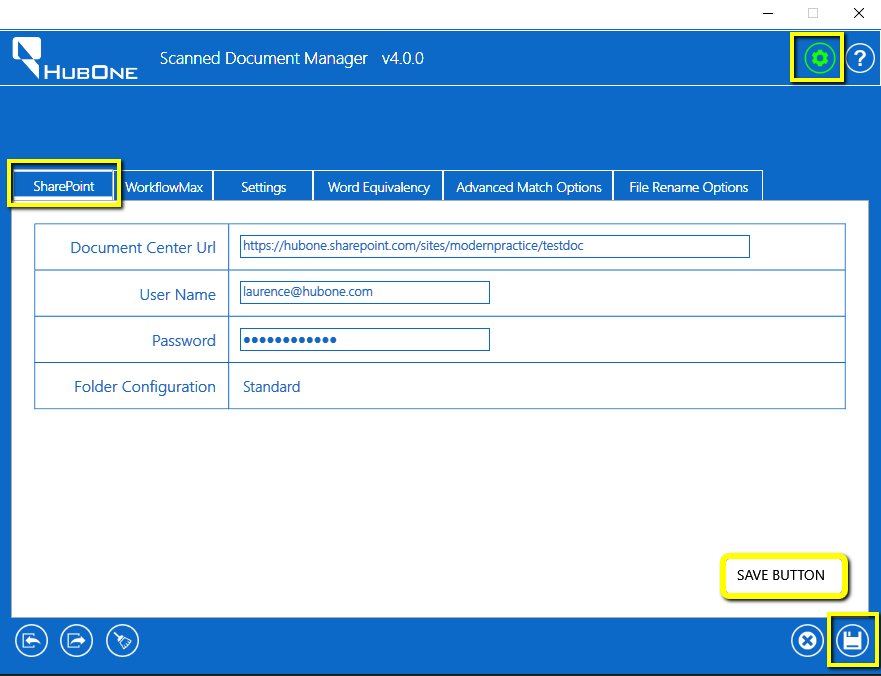 HUBONE Scanned Document Manager v4.0.0 ?
SharePoint WorkflowMax Settings Word Equivalency Advanced Match Options File Rename Options
Document Center Url https://hubone.sharepoint.com/sites/modernpractice/testdoc
User Name laurence@hubone.com
Password ●●●●●●●●●●●●
Folder Configuration Standard
SAVE BUTTON